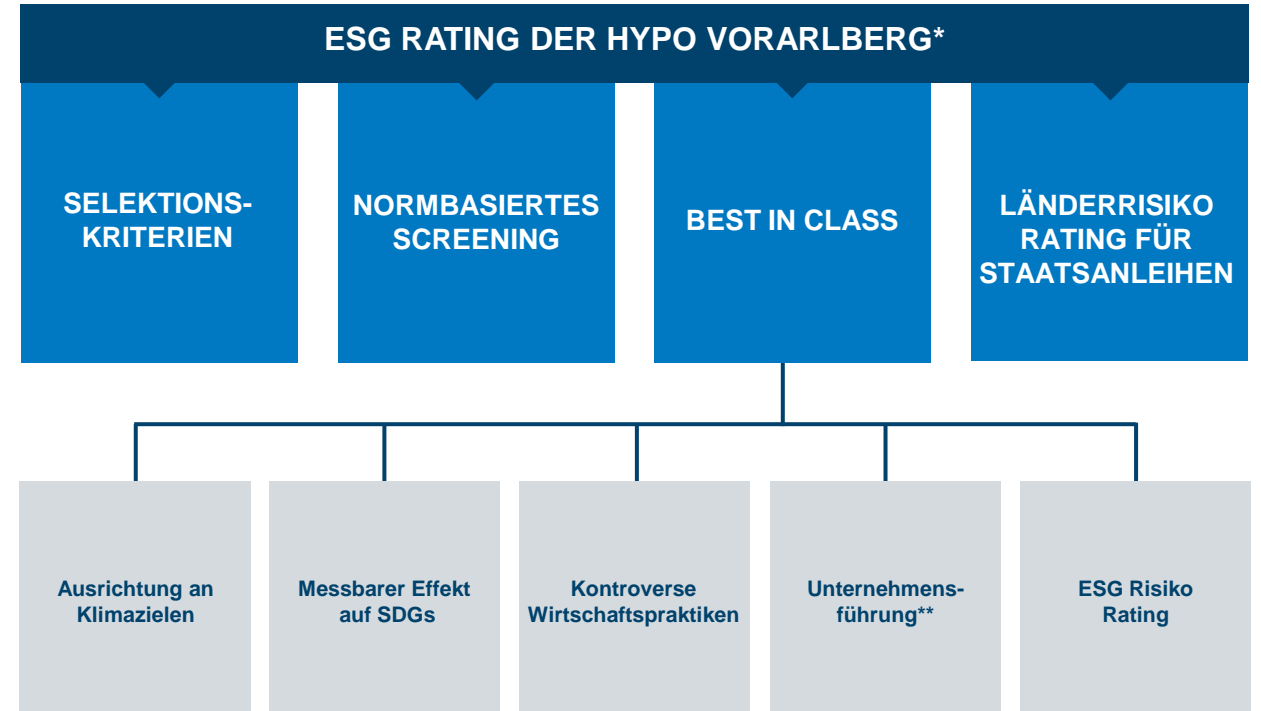 ESG RATING DER HYPO VORARLBERG*
SELEKTIONS-
KRITERIEN
NORMBASIERTES
SCREENING
BEST IN CLASS
LÄNDERRISIKO
RATING FÜR
STAATSANLEIHEN
Ausrichtung an
Klimazielen
Messbarer Effekt
auf SDGs
Kontroverse
Wirtschaftspraktiken
Unternehmens-
führung**
ESG Risiko
Rating